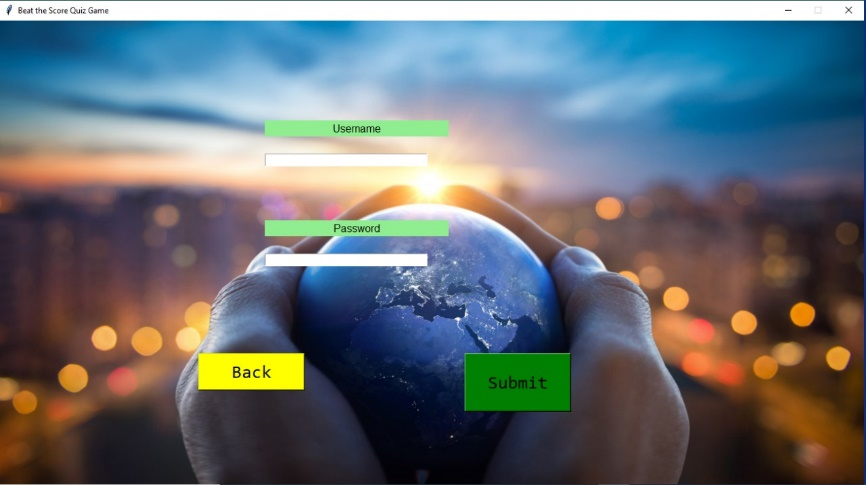 Beat the Score Quiz Game
Username
Password
Back
Submit